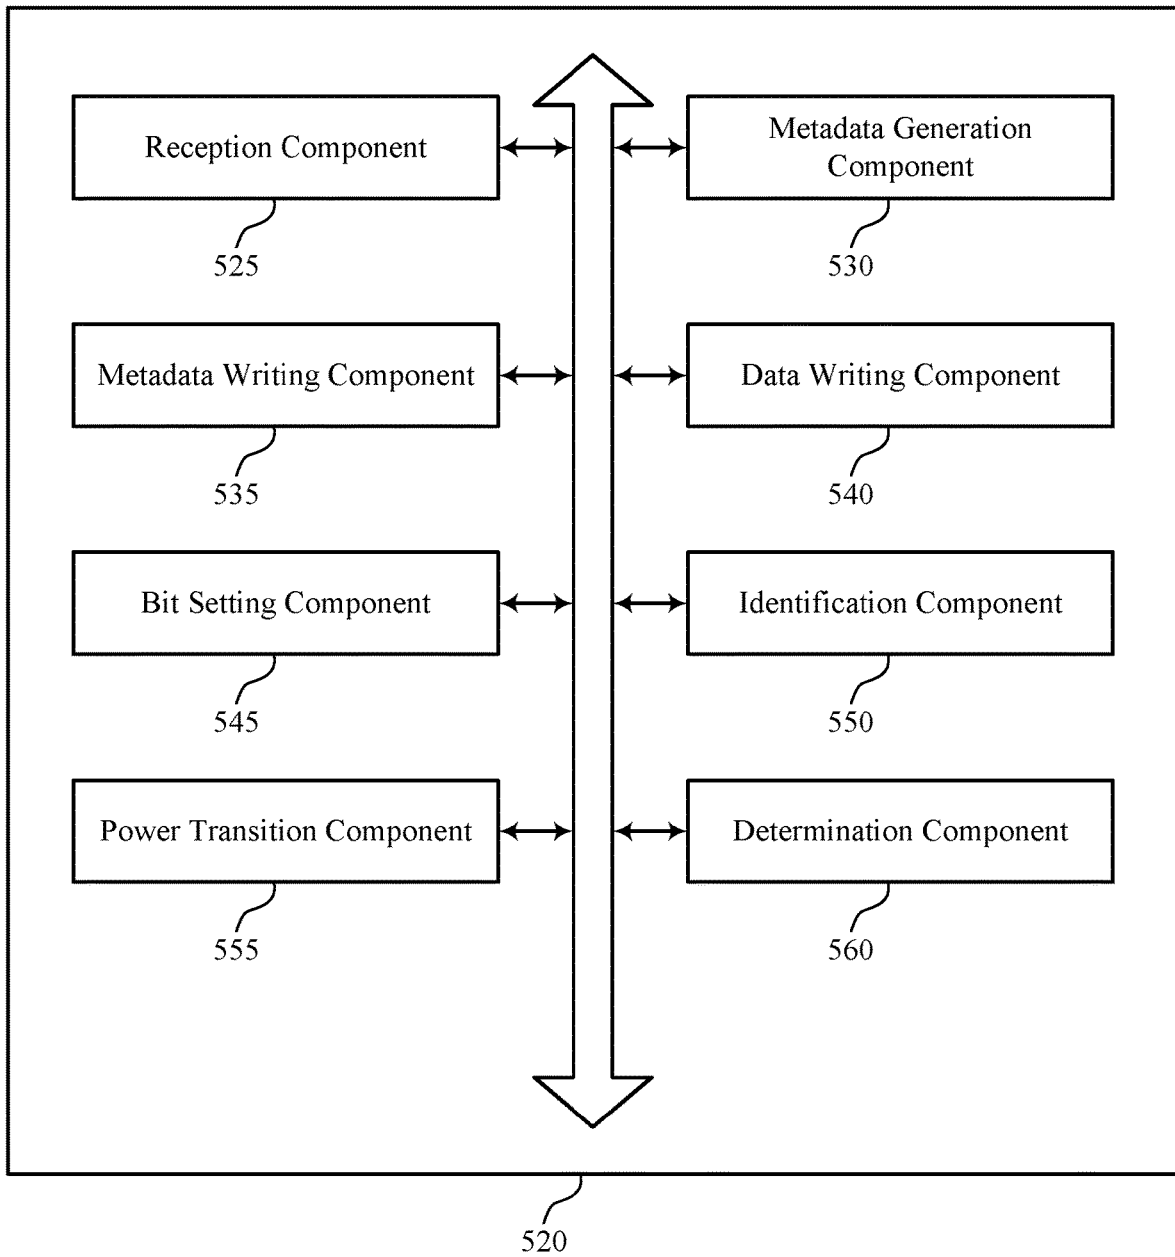 Reception Component
525
Metadata Generation
Component
530
Metadata Writing Component
535
Data Writing Component
540
Bit Setting Component
545
Identification Component
550
Power Transition Component
555
Determination Component
560
520